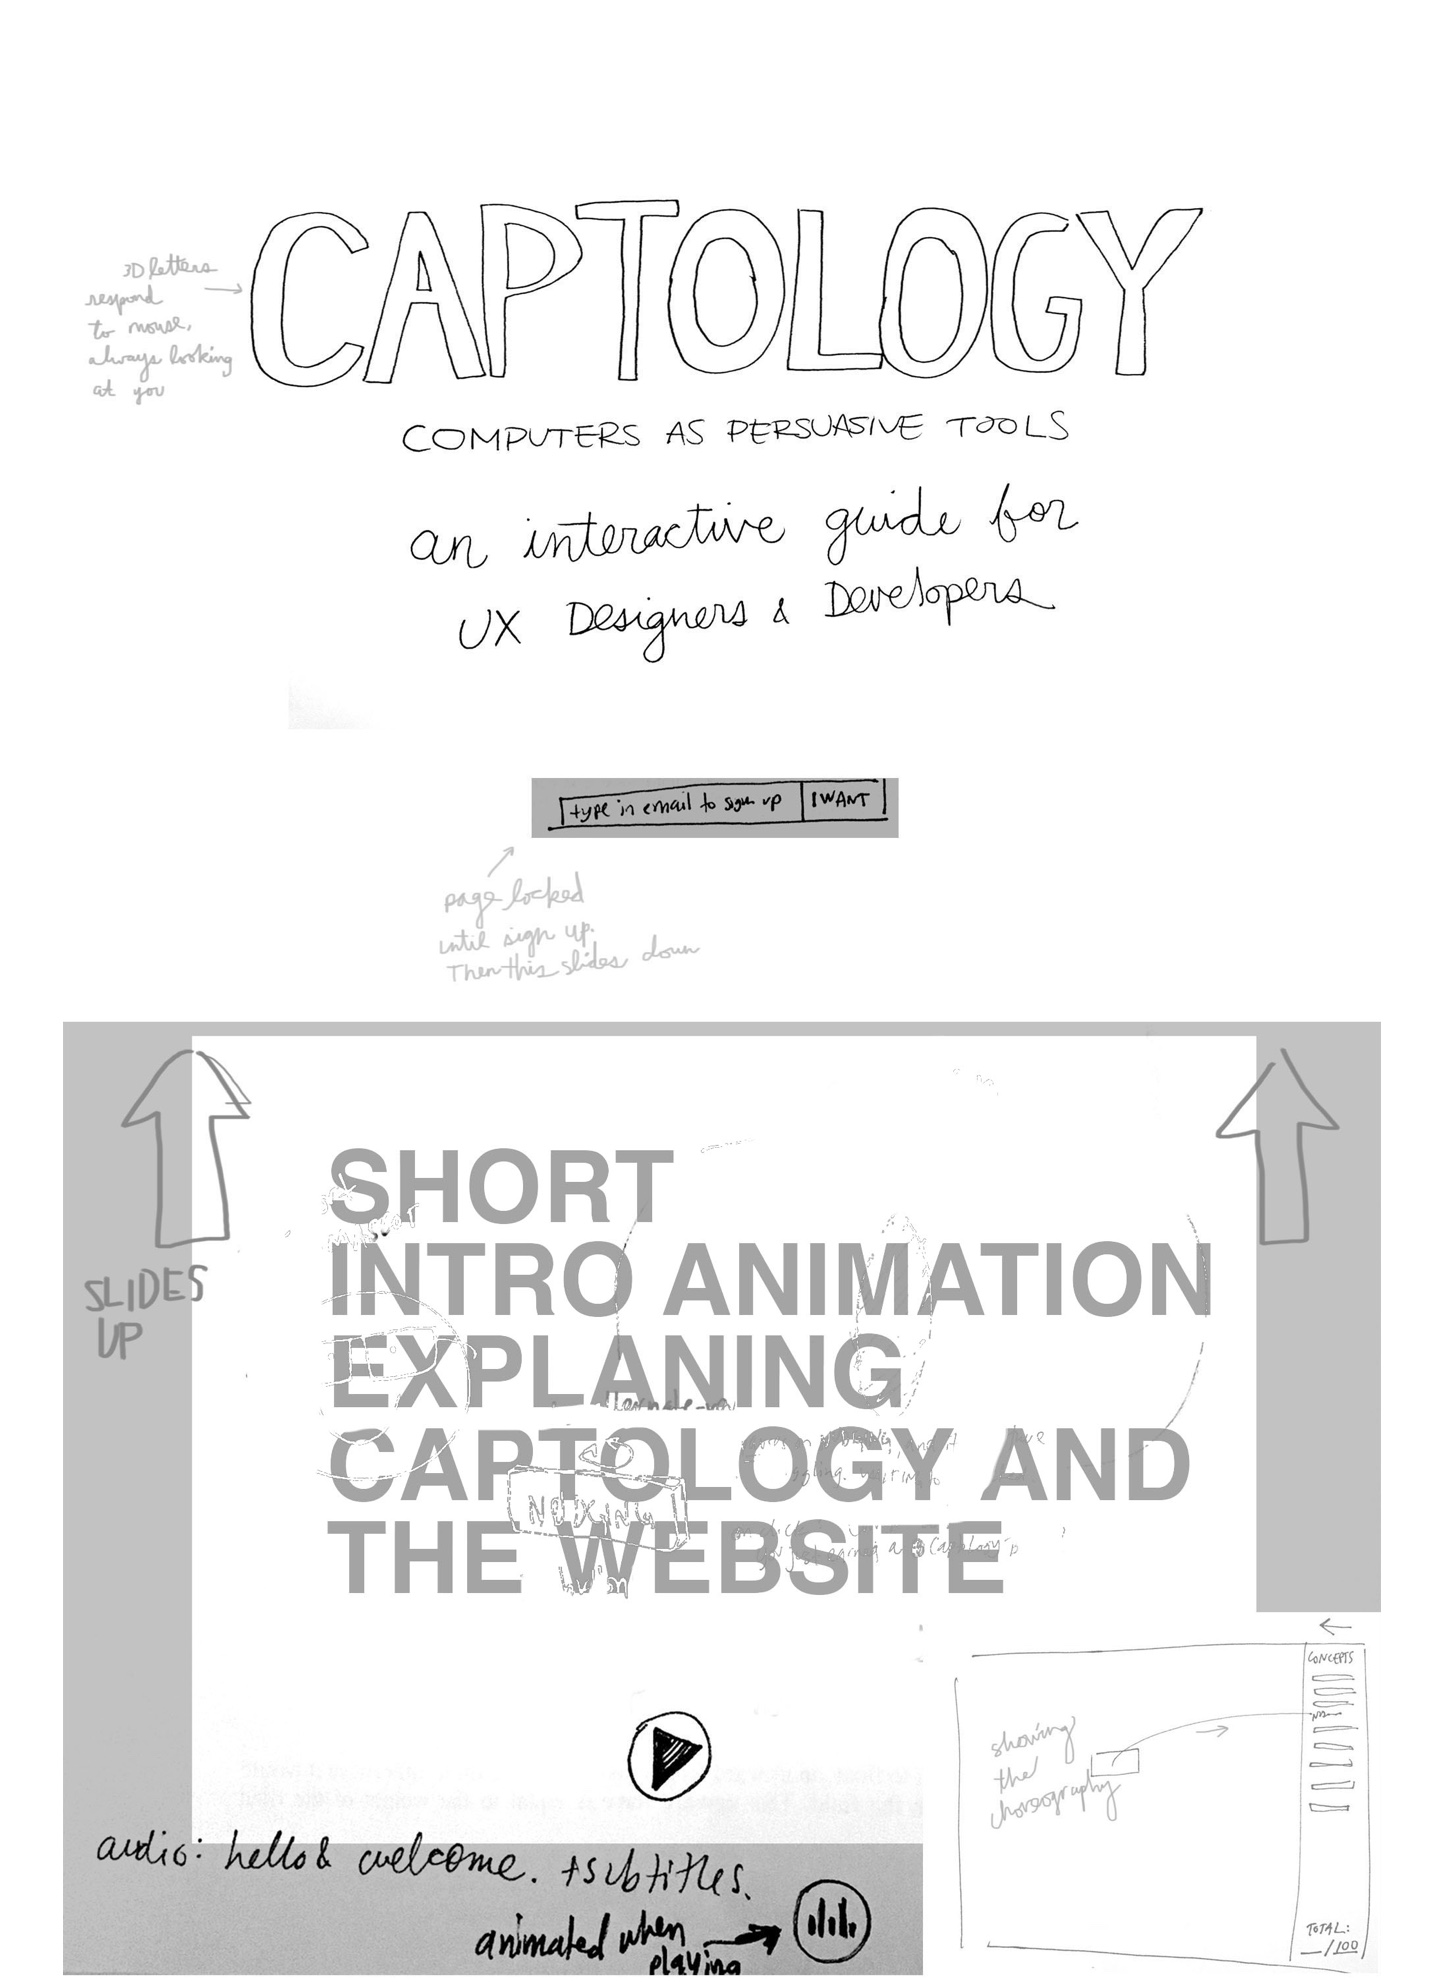 CAPTOLOGY
3D letters
respond
to mouse,
always looking
at you
COMPUTERS AS PERSUASIVE TOOLS
an interactive guide for
UX Designers & Developers
type in email to sign up
I WANT
page locked
until sign up.
Then this slides down
SLIDES
UP
SHORT
INTRO ANIMATION
EXPLANING
CAPTOLOGY AND
THE WEBSITE
NUDGING
audio: hello & welcome. + subtitles.
animated when
playing
CONCEPTS
showing
the
choreography
TOTAL:
__/100